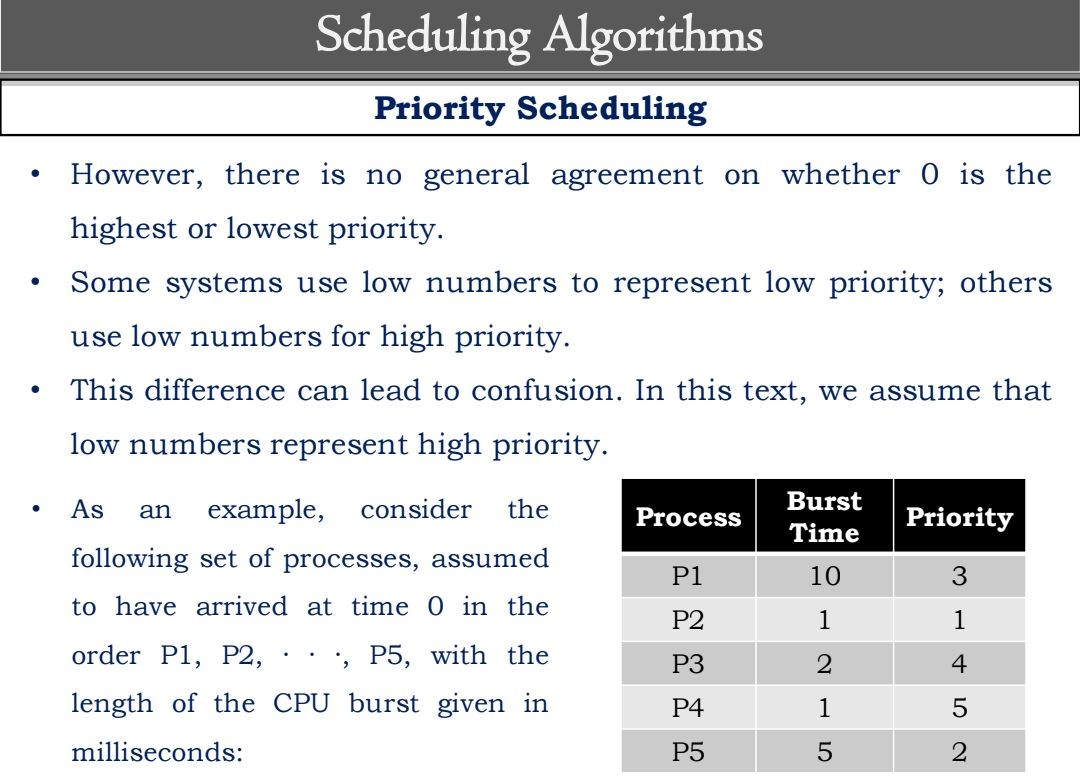 Scheduling Algorithms
Priority Scheduling
• However, there is no general agreement on whether 0 is the
highest or lowest priority.
• Some systems use low numbers to represent low priority; others
use low numbers for high priority.
• This difference can lead to confusion. In this text, we assume that
low numbers represent high priority.
• As an example, consider the
following set of processes, assumed
to have arrived at time 0 in the
order P1, P2, · · ·, P5, with the
length of the CPU burst given in
milliseconds:
Process Burst Time Priority
P1 10 3
P2 1 1
P3 2 4
P4 1 5
P5 5 2